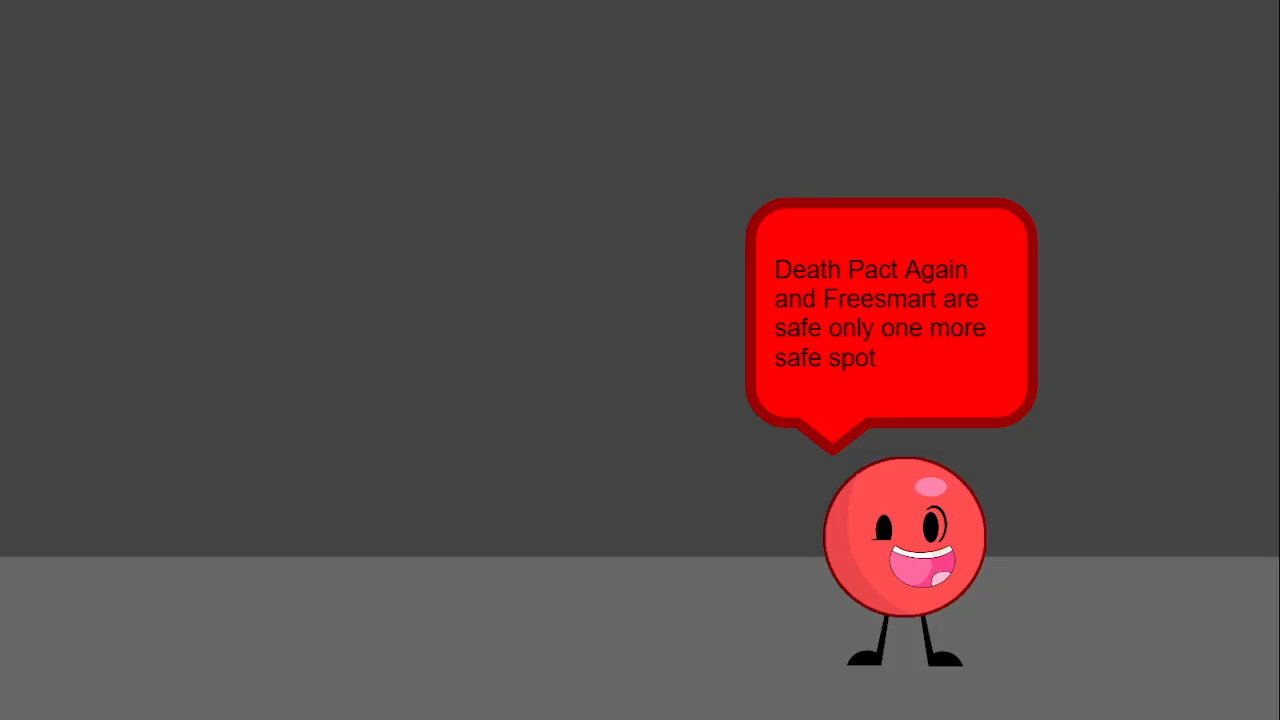 Death Pact Again
and Freesmart are
safe only one more
safe spot